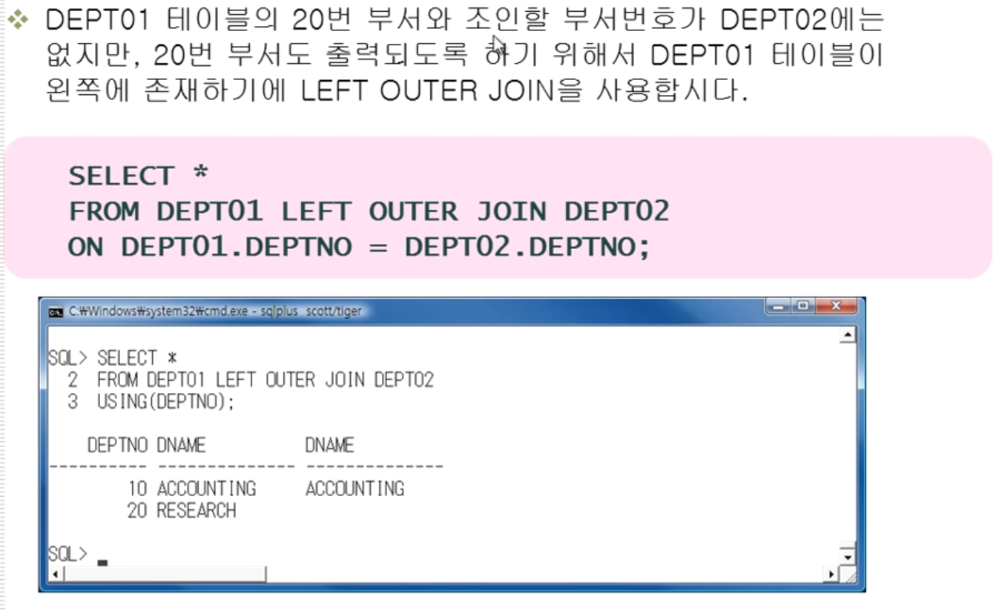 DEPT01 테이블의 20번 부서와 조인할 부서번호가 DEPT02에는
없지만, 20번 부서도 출력되도록 하기 위해서 DEPT01 테이블이
왼쪽에 존재하기에 LEFT OUTER JOIN을 사용합시다.
SELECT *
FROM DEPT01 LEFT OUTER JOIN DEPT02
ON DEPT01.DEPTNO = DEPT02.DEPTNO;
C:₩Windows₩system32₩cmd.exe - sqlplus scott/tiger
SQL> SELECT *
2 FROM DEPT01 LEFT OUTER JOIN DEPT02
3 USING(DEPTNO);
DEPTNO DNAME DNAME
---------- -------------- --------------
10 ACCOUNTING ACCOUNTING
20 RESEARCH
SQL>